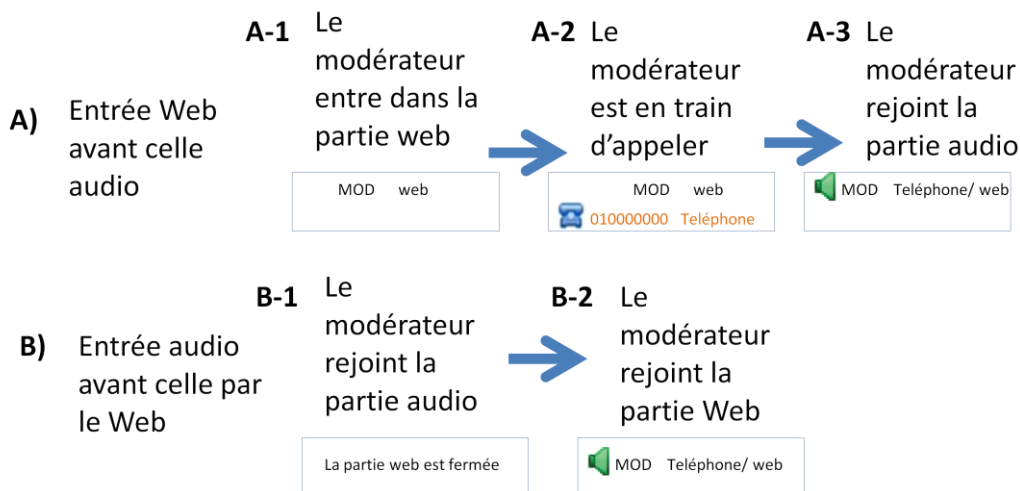 A) Entrée Web
avant celle
audio
A-1 Le
modérateur
entre dans la
partie web
MOD web
A-2 Le
modérateur
est en train
d’appeler
MOD web
010000000 Teléphone
A-3 Le
modérateur
rejoint la
partie audio
MOD Teléphone/ web
B) Entrée audio
avant celle par
le Web
B-1 Le
modérateur
rejoint la
partie audio
La partie web est fermée
B-2 Le
modérateur
rejoint la
partie Web
MOD Teléphone/ web